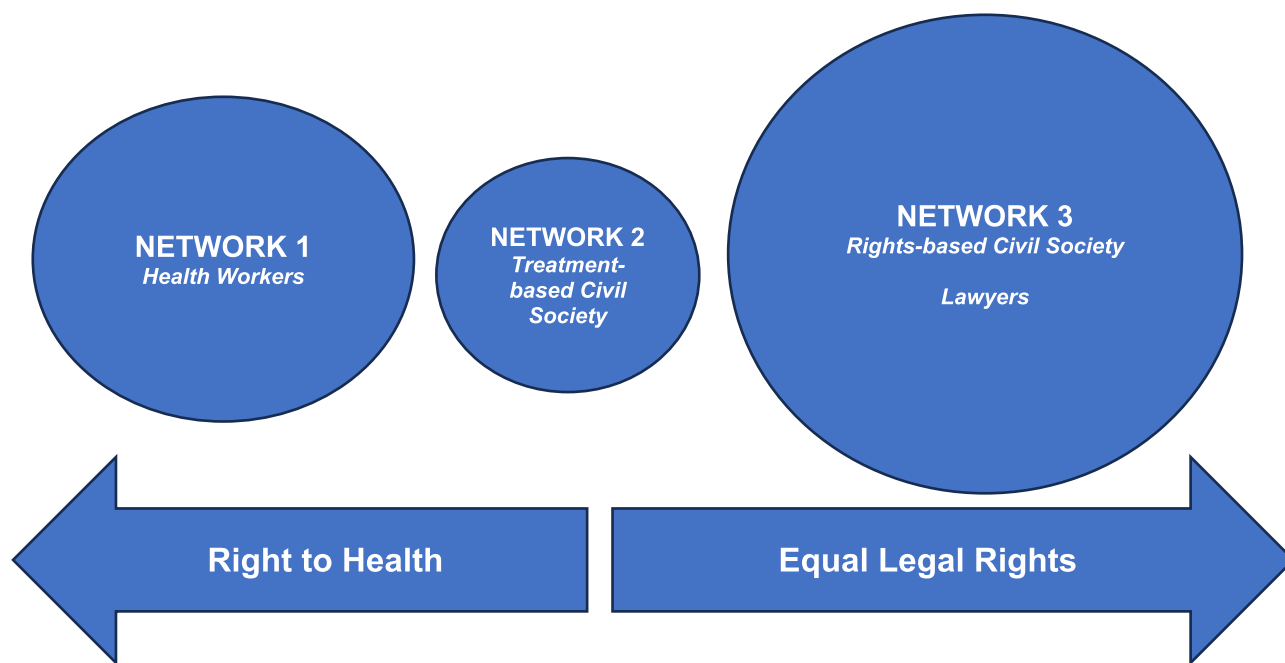 NETWORK 1
Health Workers
NETWORK 2
Treatment-
based Civil
Society
NETWORK 3
Rights-based Civil Society
Lawyers
Right to Health
Equal Legal Rights